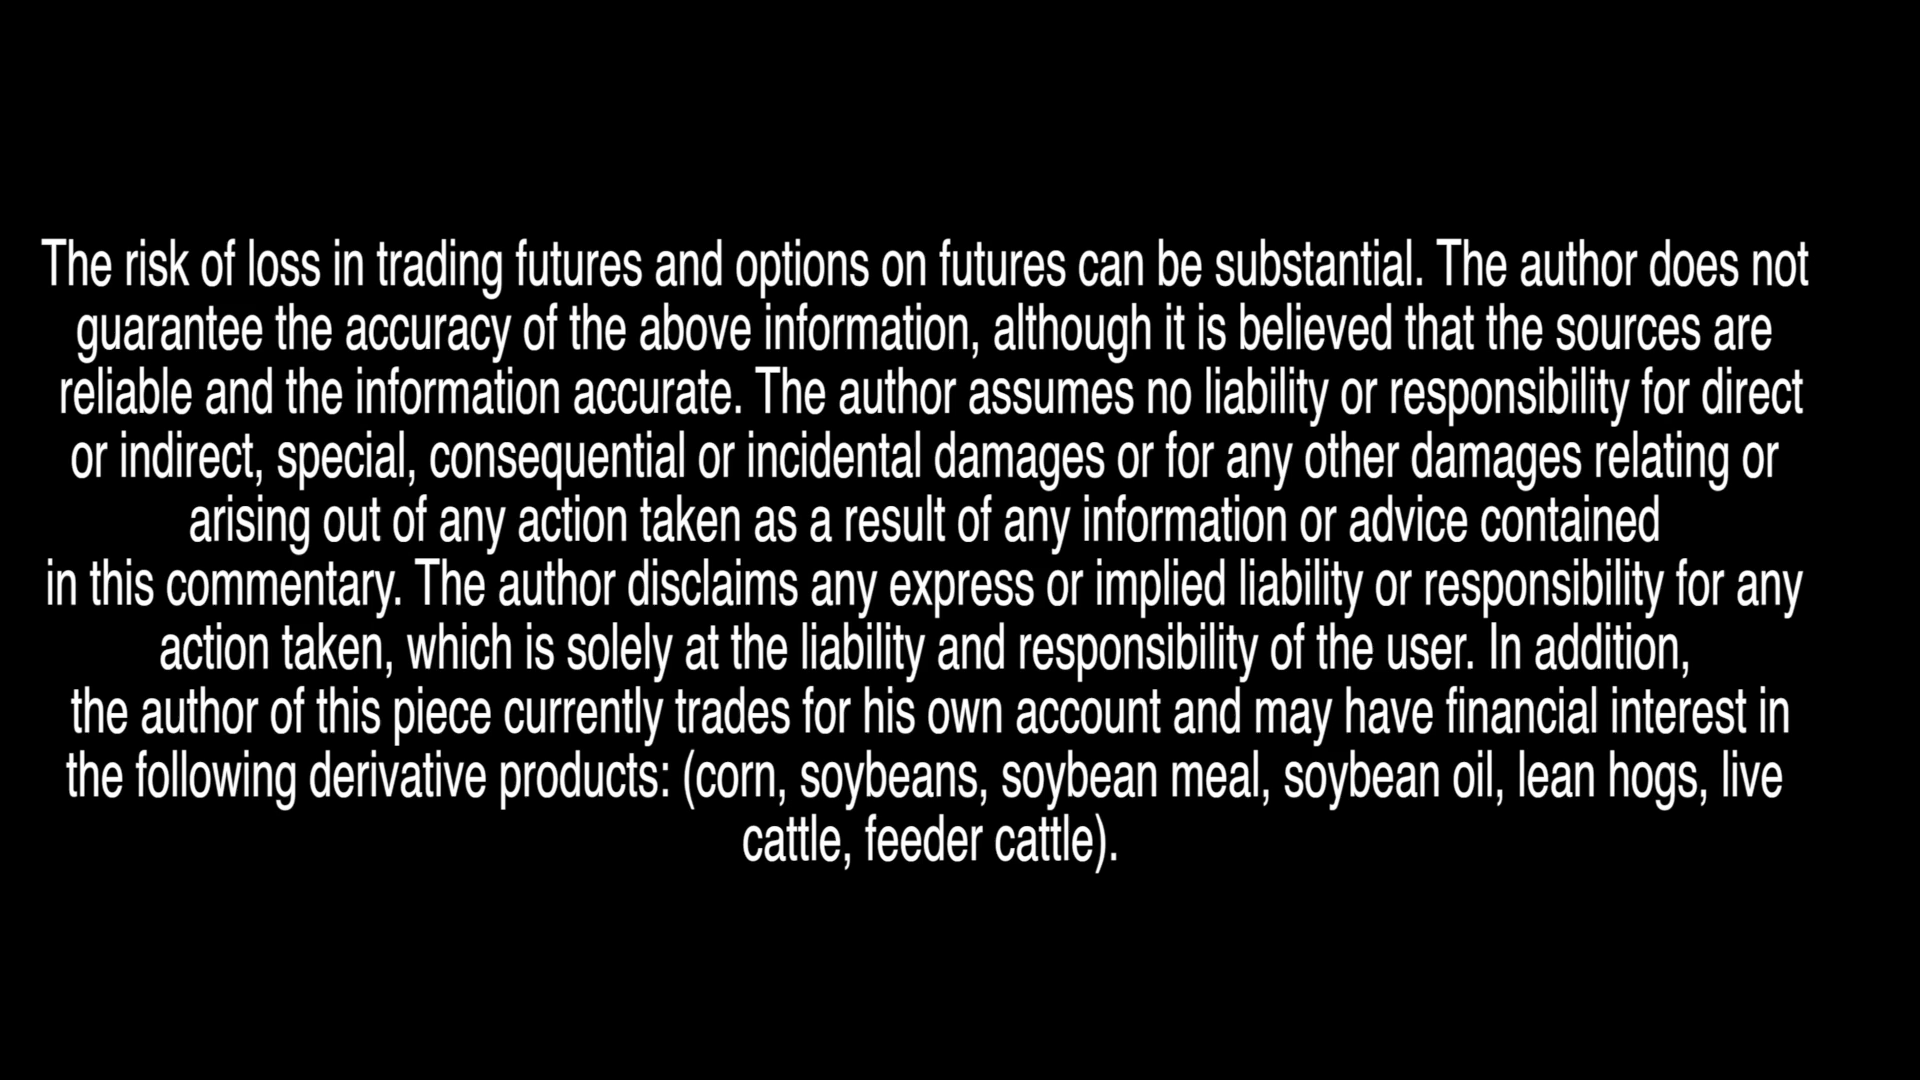 The risk of loss in trading futures and options on futures can be substantial. The author does not
guarantee the accuracy of the above information, although it is believed that the sources are
reliable and the information accurate. The author assumes no liability or responsibility for direct
or indirect, special, consequential or incidental damages or for any other damages relating or
arising out of any action taken as a result of any information or advice contained
in this commentary. The author disclaims any express or implied liability or responsibility for any
action taken, which is solely at the liability and responsibility of the user. In addition,
the author of this piece currently trades for his own account and may have financial interest in
the following derivative products: (corn, soybeans, soybean meal, soybean oil, lean hogs, live
cattle, feeder cattle).